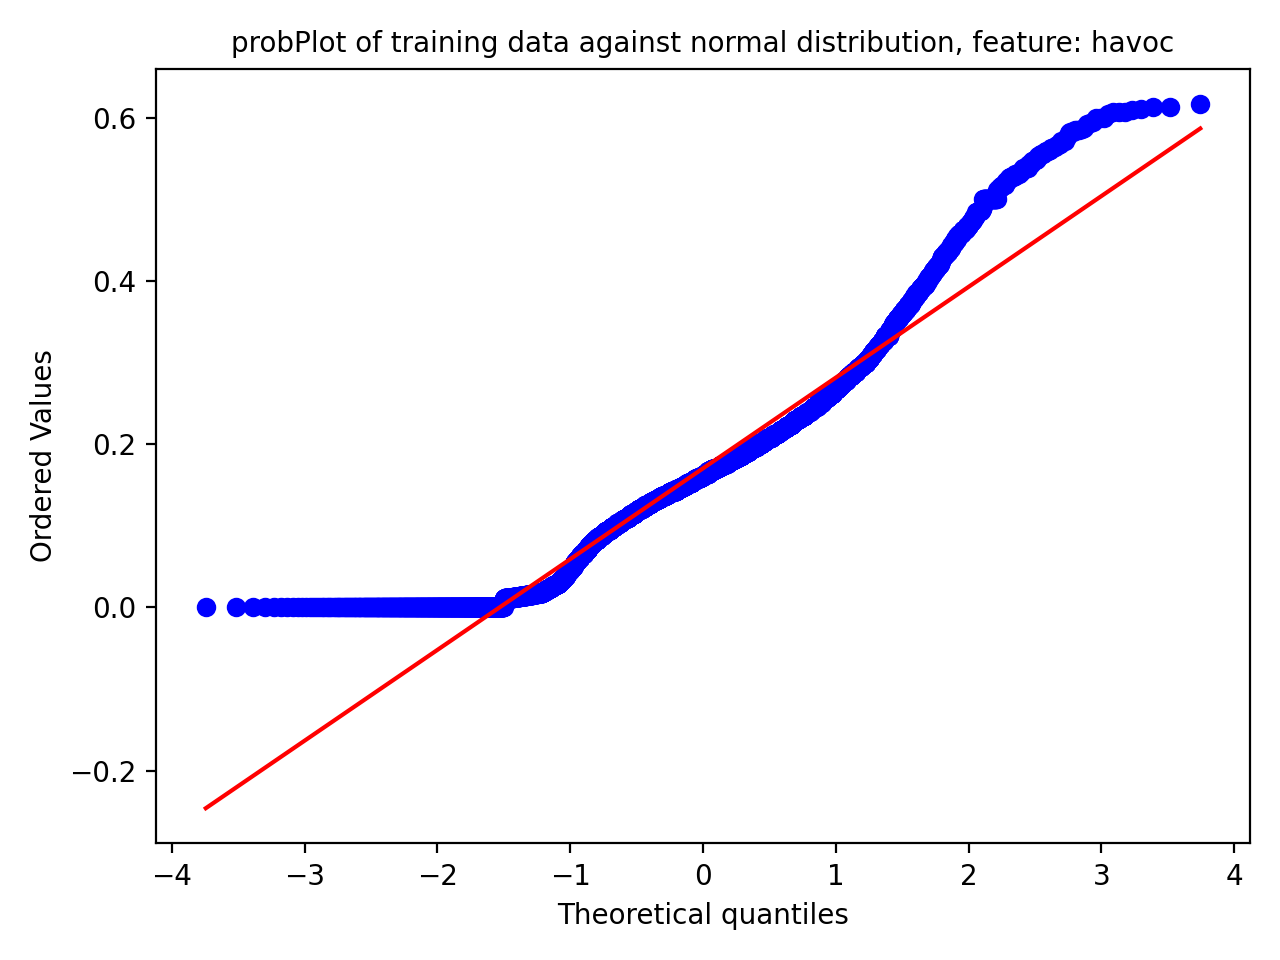 probPlot of training data against normal distribution, feature: havoc
0.6
0.4
0.2
0.0
−0.2
Ordered Values
−4 −3 −2 −1 0 1 2 3 4
Theoretical quantiles